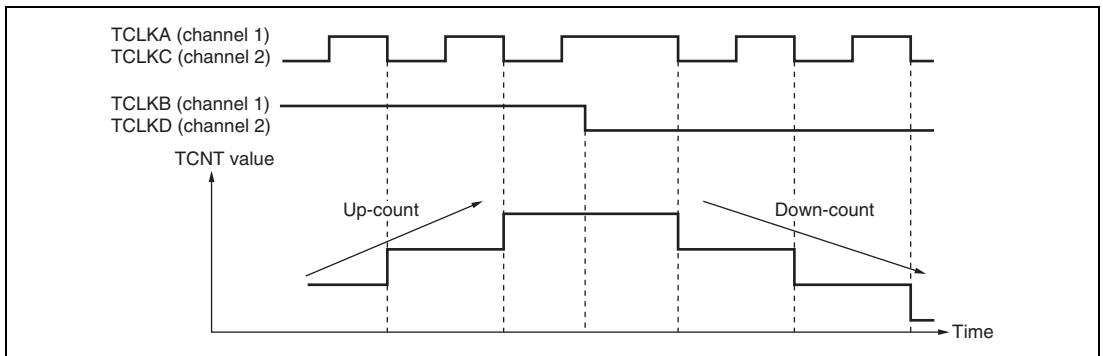 TCLKA (channel 1)
TCLKC (channel 2)
TCLKB (channel 1)
TCLKD (channel 2)
TCNT value
Up-count
Down-count
Time